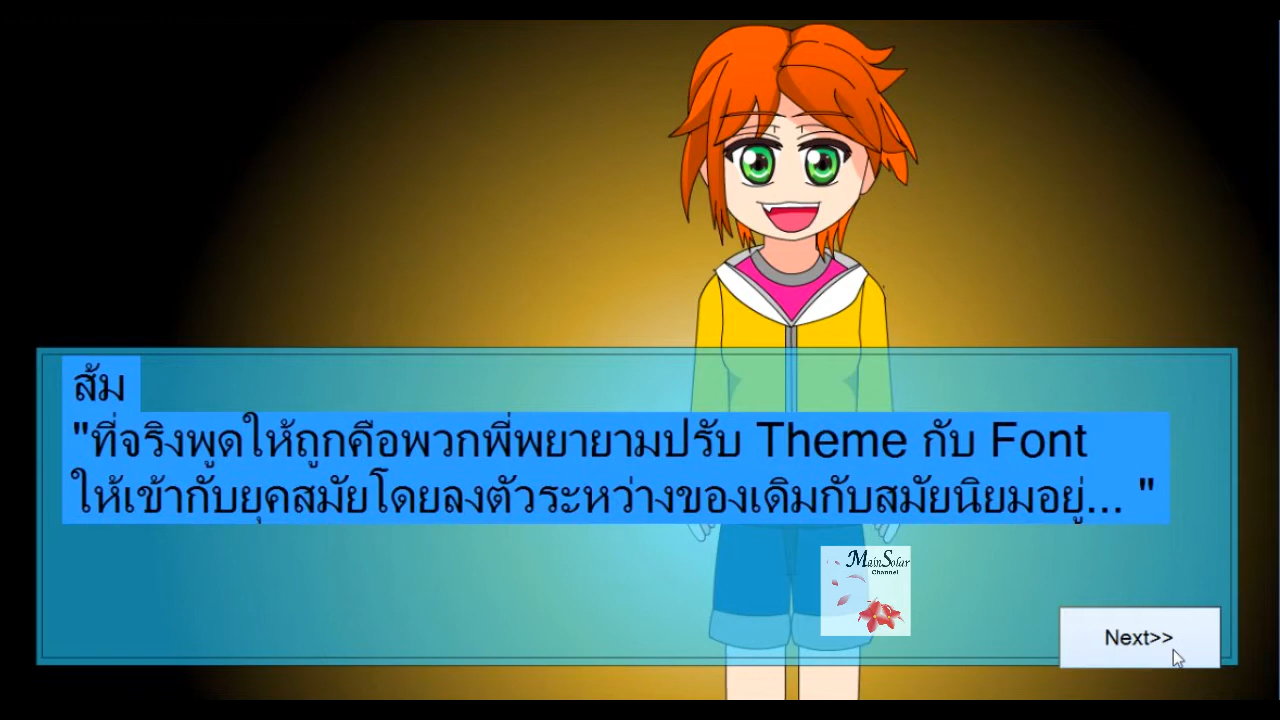 ส้ม
"ที่จริงพูดให้ถูกคือพวกพี่พยายามปรับ Theme กับ Font
ให้เข้ากับยุคสมัยโดยลงตัวระหว่างของเดิมกับสมัยนิยมอยู่... "
MainSolar
Channel
Next>>